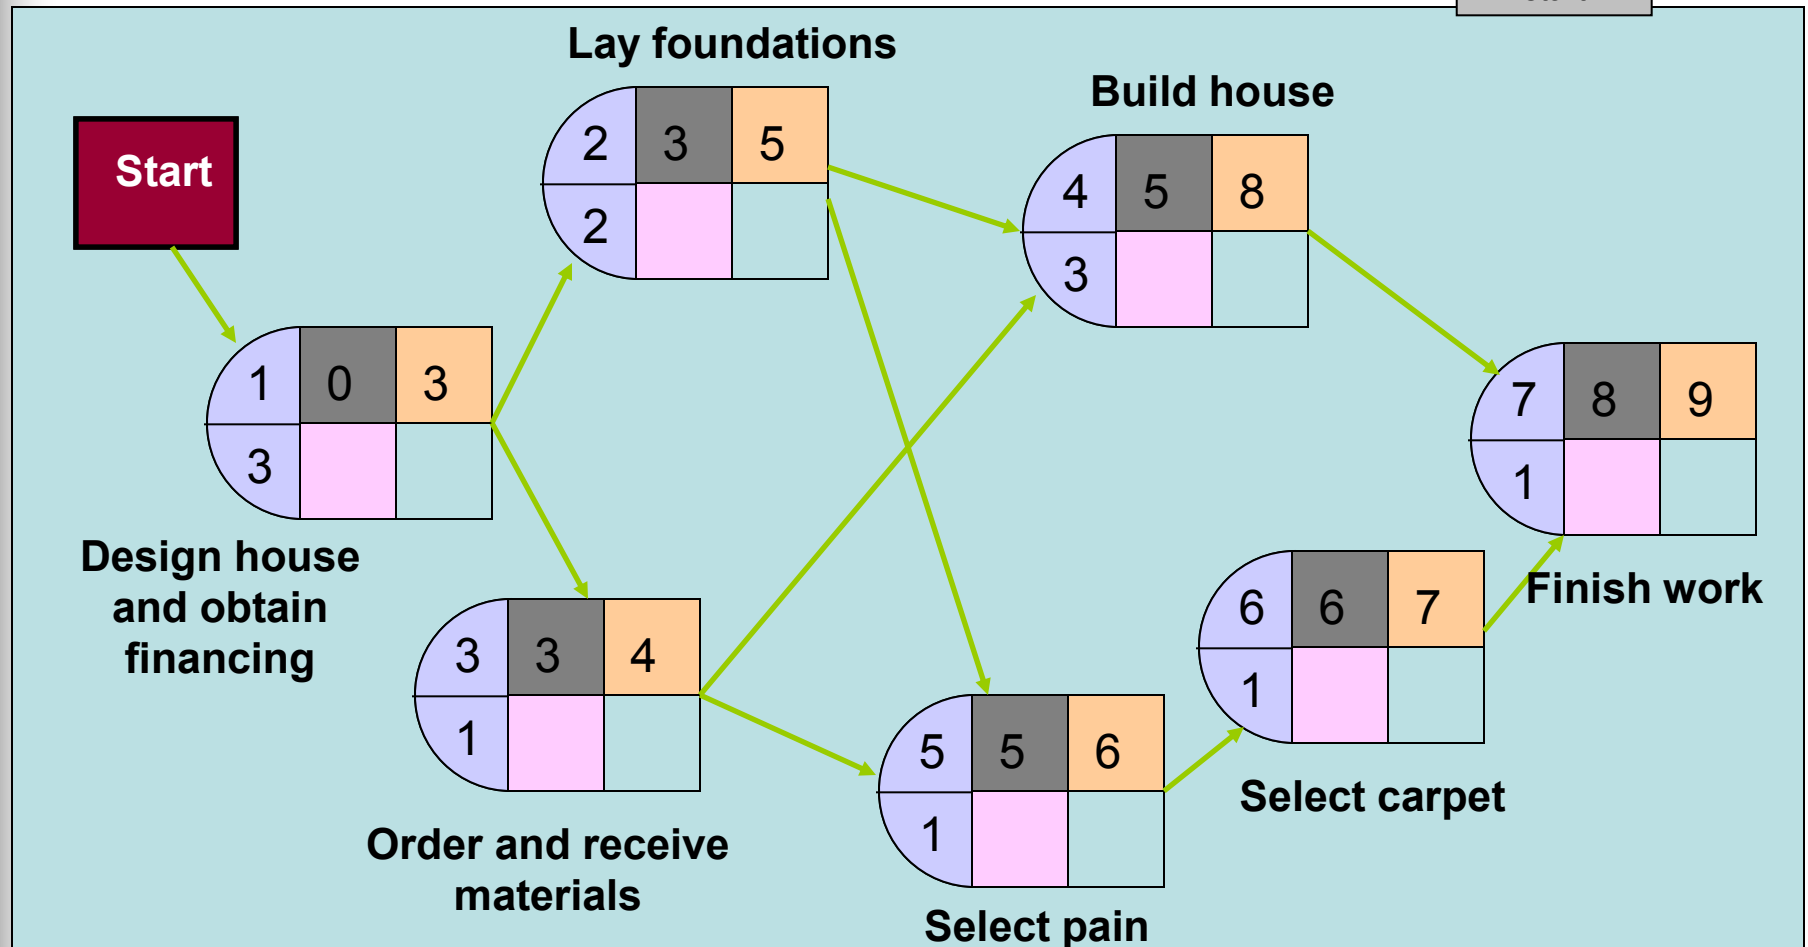 Lay foundations
Build house
2 3 5
2
Start
4 5 8
3
1 0 3
3
7 8 9
1
Design house
and obtain
financing
Finish work
6 6 7
1
3 3 4
1
5 5 6
1
Select carpet
Order and receive
materials
Select pain